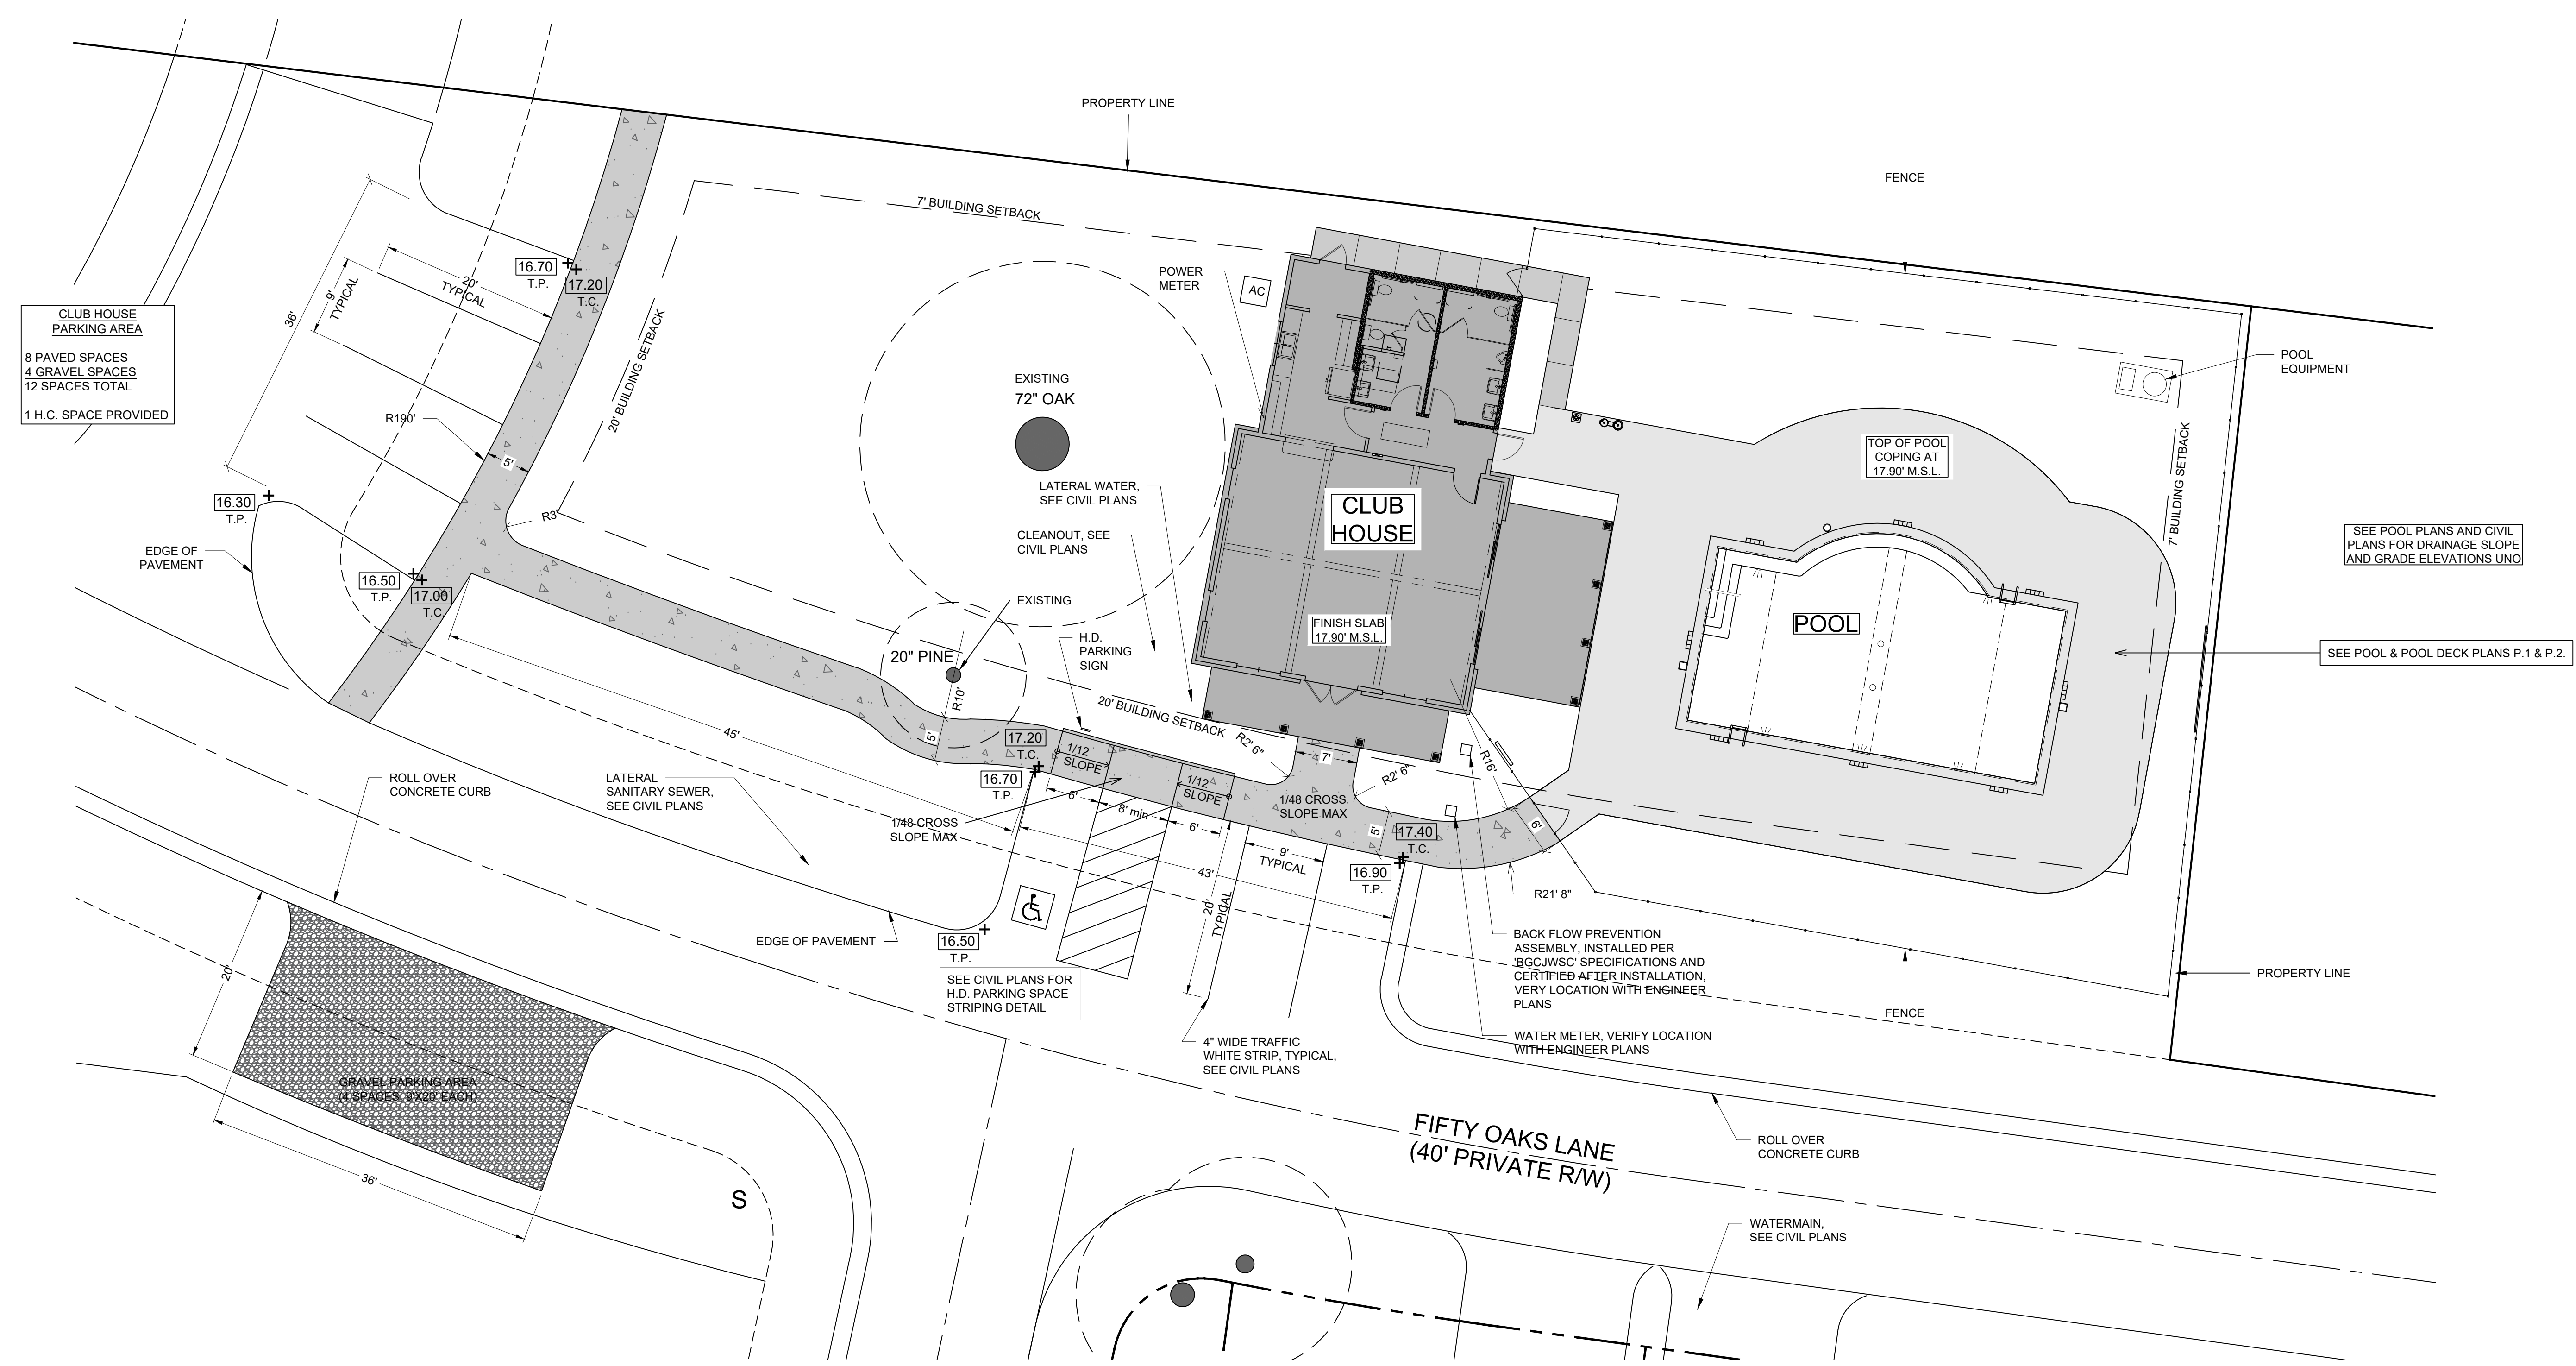 PROPERTY LINE
FENCE
7' BUILDING SETBACK
36'
9'
TYPICAL
20'
TYPICAL
16.70
T.P.
17.20
T.C.
20' BUILDING SETBACK
CLUB HOUSE
PARKING AREA
8 PAVED SPACES
4 GRAVEL SPACES
12 SPACES TOTAL
1 H.C. SPACE PROVIDED
R190'
5'
R3'
16.30
T.P.
EDGE OF
PAVEMENT
16.50
T.P.
17.00
T.C.
POWER
METER
AC
EXISTING
72" OAK
LATERAL WATER,
SEE CIVIL PLANS
CLEANOUT, SEE
CIVIL PLANS
EXISTING
20" PINE
R10'
5'
H.D.
PARKING
SIGN
CLUB
HOUSE
FINISH SLAB
17.90' M.S.L.
TOP OF POOL
COPING AT
17.90' M.S.L.
POOL
POOL
EQUIPMENT
7' BUILDING SETBACK
SEE POOL PLANS AND CIVIL
PLANS FOR DRAINAGE SLOPE
AND GRADE ELEVATIONS UNO
SEE POOL & POOL DECK PLANS P.1 & P.2.
20' BUILDING SETBACK
R2' 6"
7'
R2' 6"
R16'
45'
17.20
T.C.
16.70
T.P.
1/12
SLOPE
1/12
SLOPE
6'
8' min
6'
1/48 CROSS
SLOPE MAX
1/48 CROSS
SLOPE MAX
5'
17.40
T.C.
16.90
T.P.
6'
R21' 8"
9'
TYPICAL
43'
20'
TYPICAL
ROLL OVER
CONCRETE CURB
LATERAL
SANITARY SEWER,
SEE CIVIL PLANS
EDGE OF PAVEMENT
16.50
T.P.
SEE CIVIL PLANS FOR
H.D. PARKING SPACE
STRIPING DETAIL
BACK FLOW PREVENTION
ASSEMBLY, INSTALLED PER
'BGCJWSC' SPECIFICATIONS AND
CERTIFIED AFTER INSTALLATION,
VERY LOCATION WITH ENGINEER
PLANS
WATER METER, VERIFY LOCATION
WITH ENGINEER PLANS
4" WIDE TRAFFIC
WHITE STRIP, TYPICAL,
SEE CIVIL PLANS
PROPERTY LINE
FENCE
20'
GRAVEL PARKING AREA
(4 SPACES, 9'X20' EACH)
36'
S
FIFTY OAKS LANE
(40' PRIVATE R/W)
ROLL OVER
CONCRETE CURB
WATERMAIN,
SEE CIVIL PLANS
T